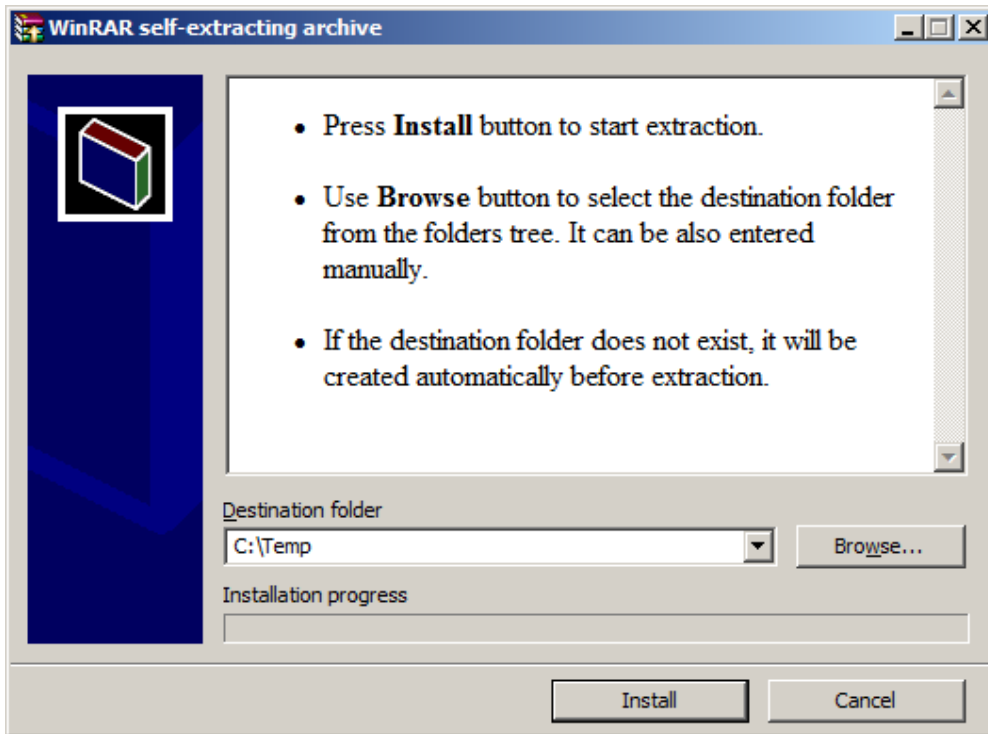 WinRAR self-extracting archive
• Press Install button to start extraction.
• Use Browse button to select the destination folder
from the folders tree. It can be also entered
manually.
• If the destination folder does not exist, it will be
created automatically before extraction.
Destination folder
C:\Temp
Browse...
Installation progress
Install
Cancel